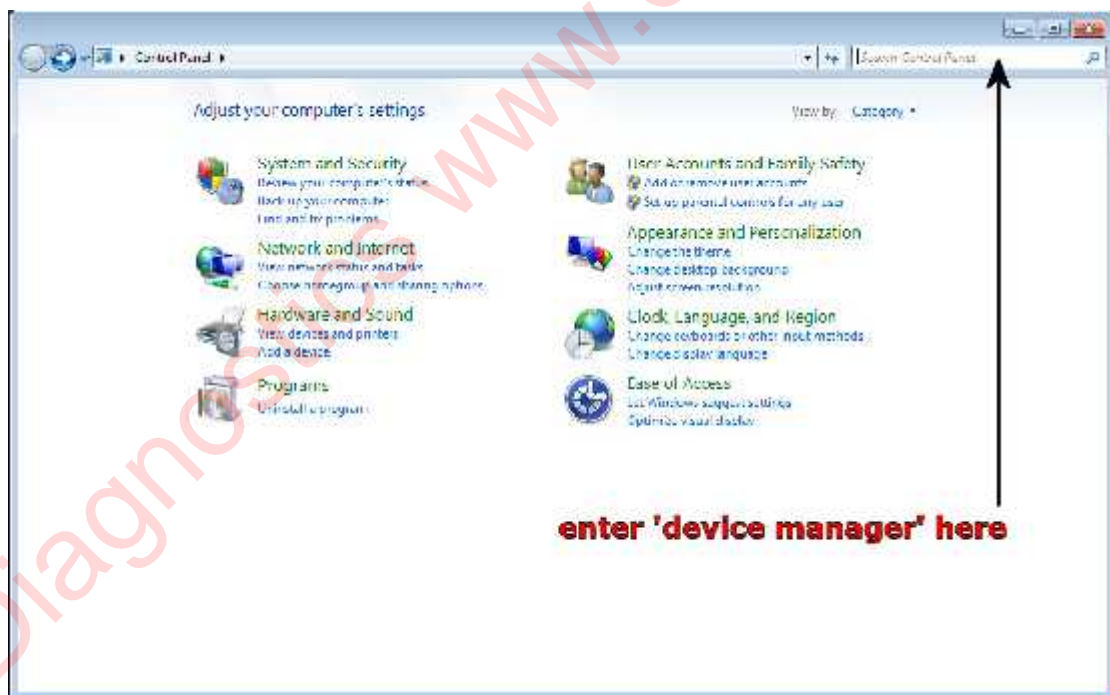 Control Panel
Search Control Panel
Adjust your computer's settings
View by: Category
System and Security
Review your computer's status
Back up your computer
Find and fix problems
Network and Internet
View network status and tasks
Choose homegroup and sharing options
Hardware and Sound
View devices and printers
Add a device
Programs
Uninstall a program
User Accounts and Family Safety
Add or remove user accounts
Set up parental controls for any user
Appearance and Personalization
Change the theme
Change desktop background
Adjust screen resolution
Clock, Language, and Region
Change keyboards or other input methods
Change display language
Ease of Access
Let Windows suggest settings
Optimize visual display
enter 'device manager' here
Diagnostics www.